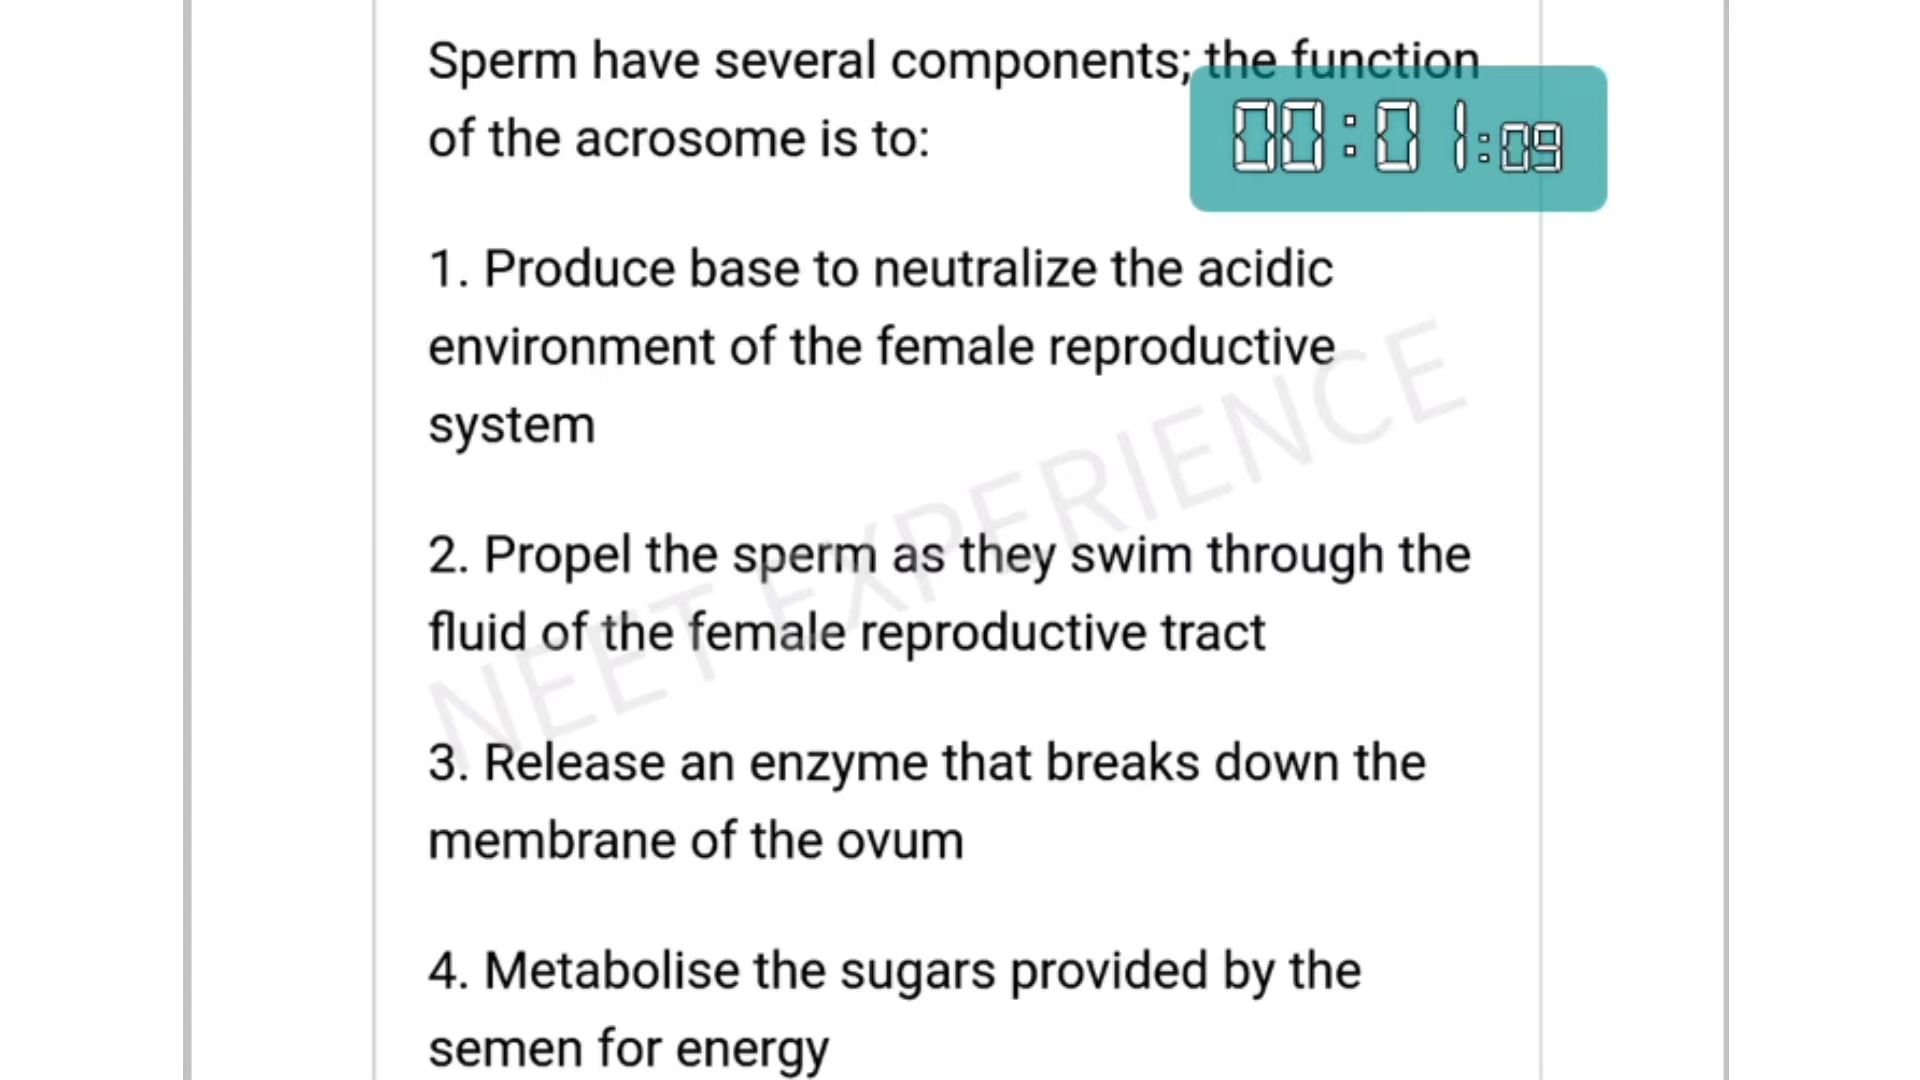 Sperm have several components; the function
of the acrosome is to:
00:01:09
1. Produce base to neutralize the acidic
environment of the female reproductive
system
2. Propel the sperm as they swim through the
fluid of the female reproductive tract
3. Release an enzyme that breaks down the
membrane of the ovum
4. Metabolise the sugars provided by the
semen for energy
NEET EXPERIENCE